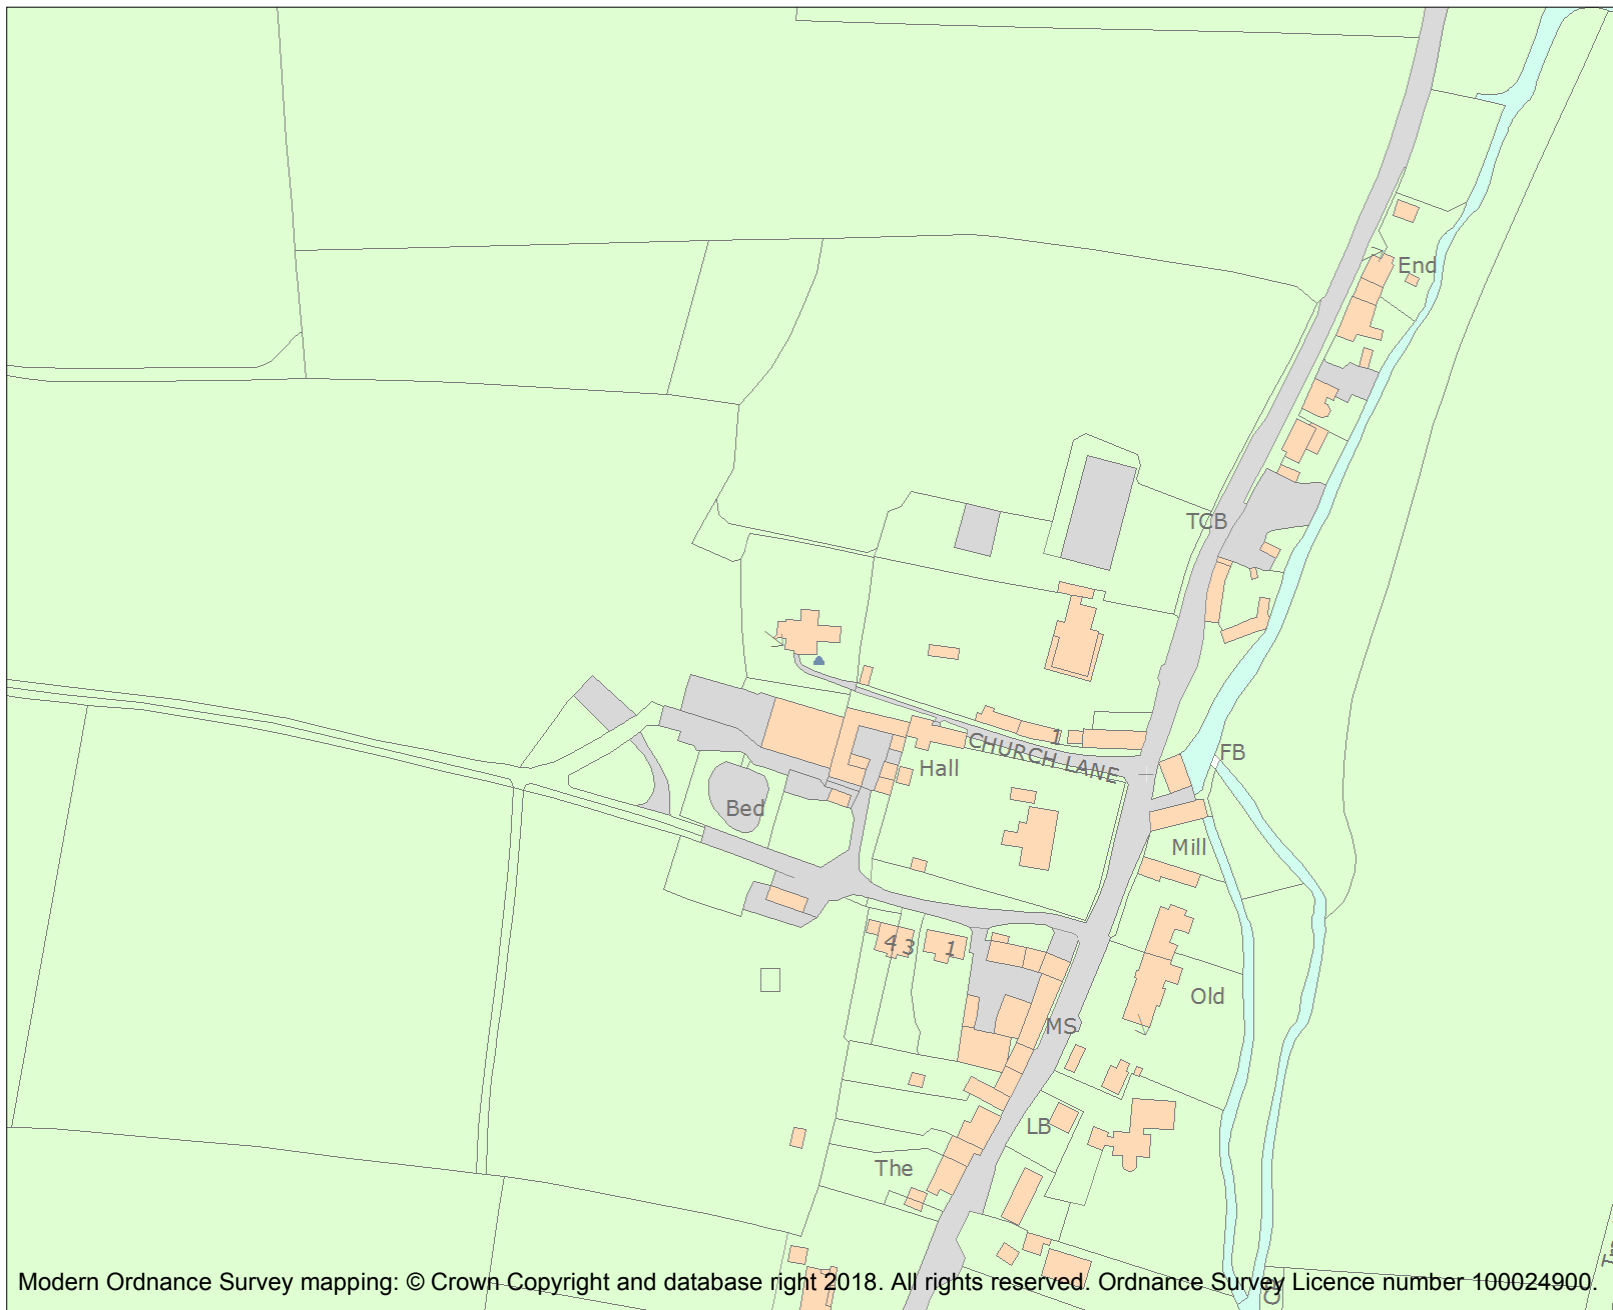 End
TCB
FB
CHURCH LANE
1
Hall
Bed
Mill
4 3
1
Old
MS
LB
The
Modern Ordnance Survey mapping: © Crown Copyright and database right 2018. All rights reserved. Ordnance Survey Licence number 100024900.